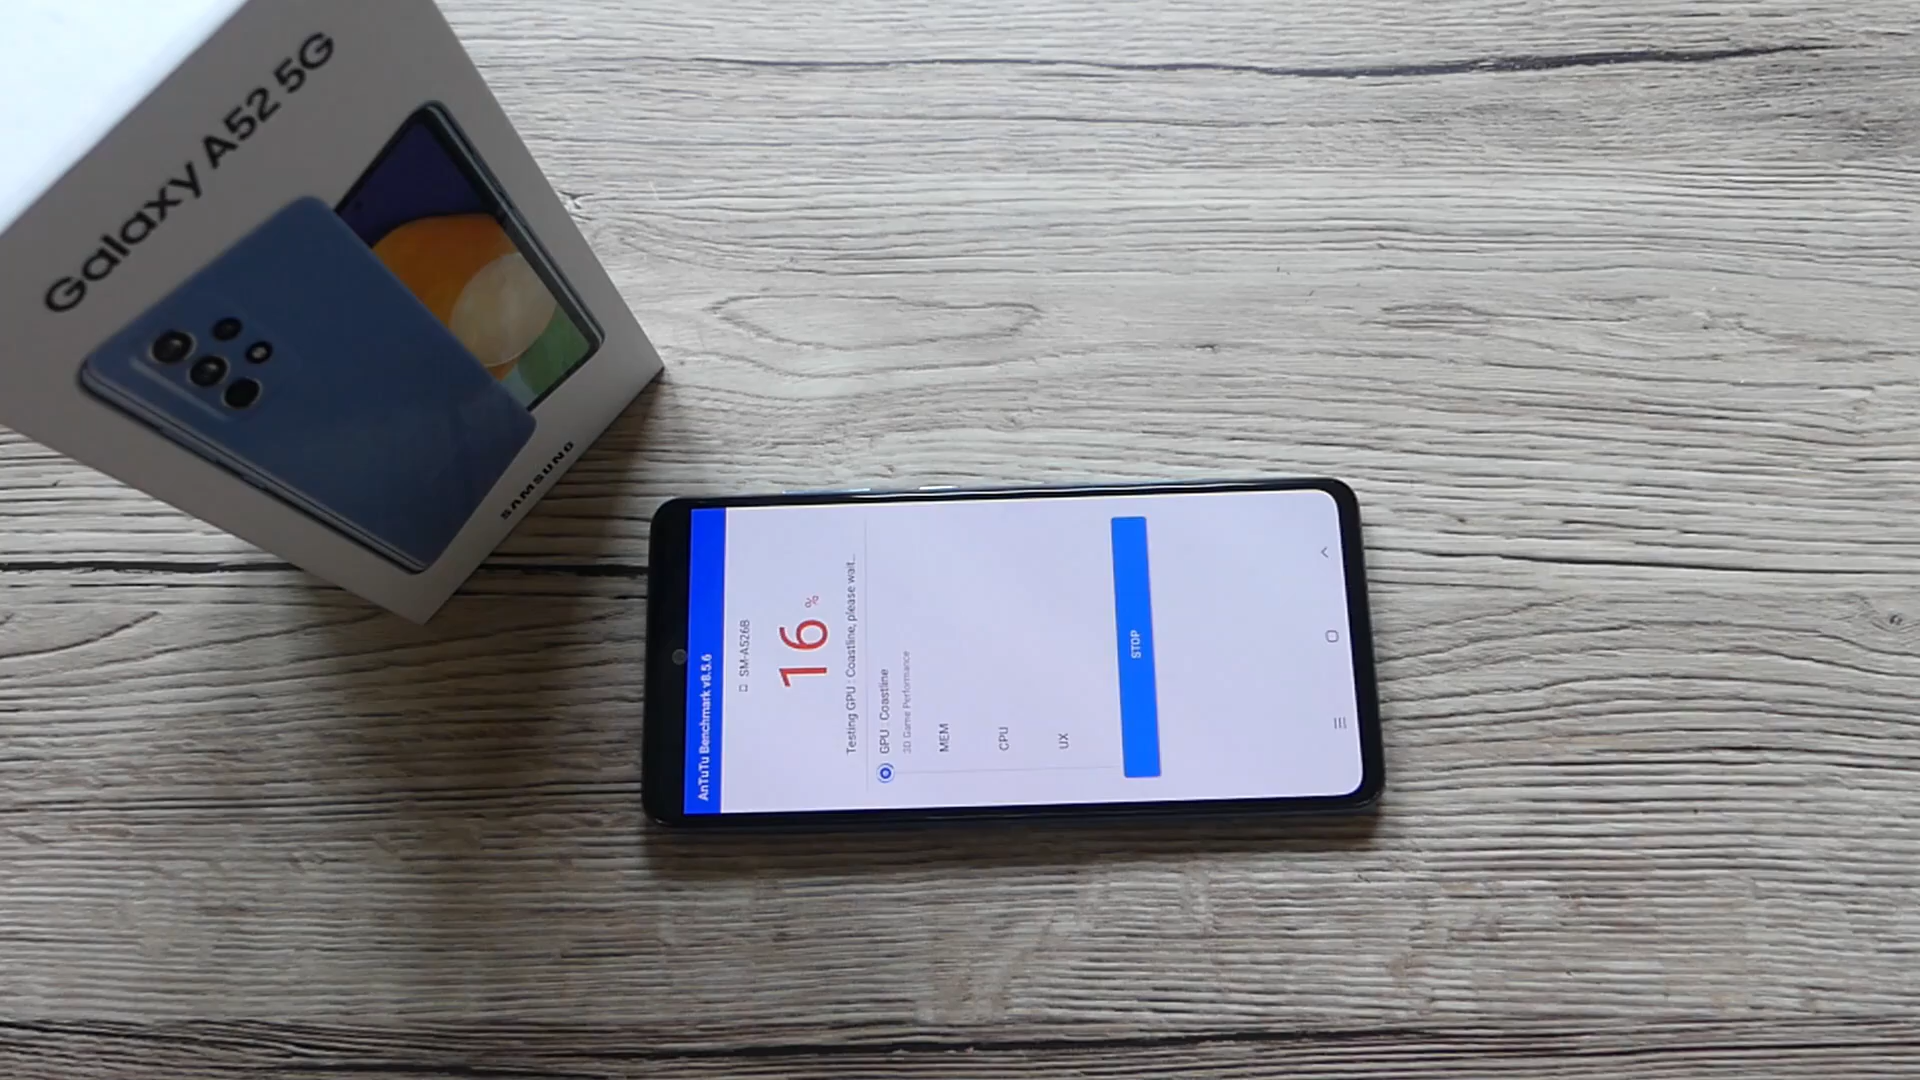 Galaxy A52 5G
SAMSUNG
AnTuTu Benchmark v8.5.6
SM-A526B
16 %
Testing GPU : Coastline, please wait...
GPU : Coastline
3D Game Performance
MEM
CPU
UX
STOP